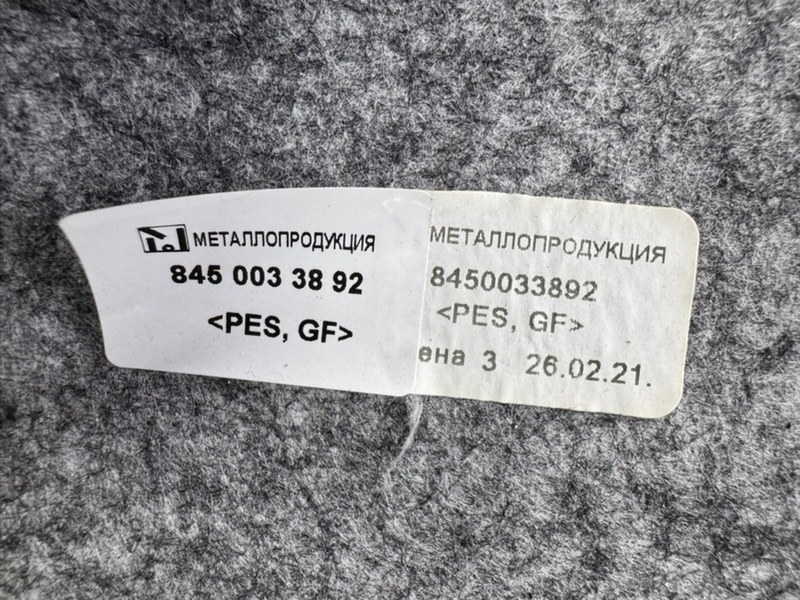 МЕТАЛЛОПРОДУКЦИЯ
845 003 38 92
<PES, GF>
МЕТАЛЛОПРОДУКЦИЯ
8450033892
<PES, GF>
ена 3 26.02.21.